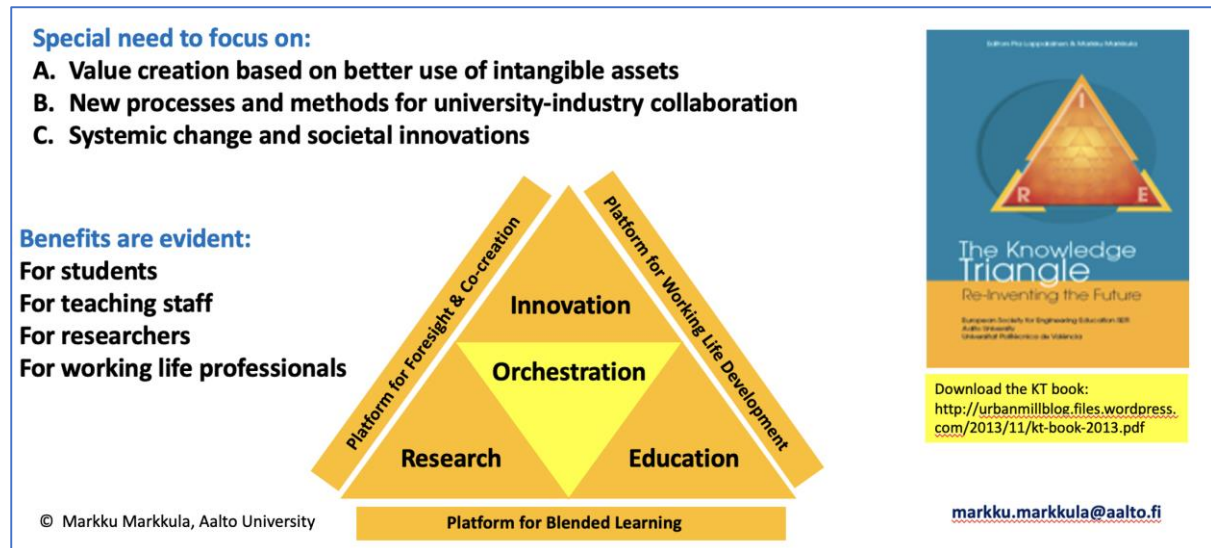 Special need to focus on:
A. Value creation based on better use of intangible assets
B. New processes and methods for university-industry collaboration
C. Systemic change and societal innovations
Benefits are evident:
For students
For teaching staff
For researchers
For working life professionals
Platform for Foresight & Co-creation
Platform for Working Life Development
Innovation
Orchestration
Research
Education
Platform for Blended Learning
© Markku Markkula, Aalto University
Editors Pia Lappalainen & Markku Markkula
I
R
E
The Knowledge
Triangle
Re-Inventing the Future
European Society for Engineering Education SEFI
Aalto University
Universitat Politècnica de València
Download the KT book:
http://urbanmillblog.files.wordpress.
com/2013/11/kt-book-2013.pdf
markku.markkula@aalto.fi